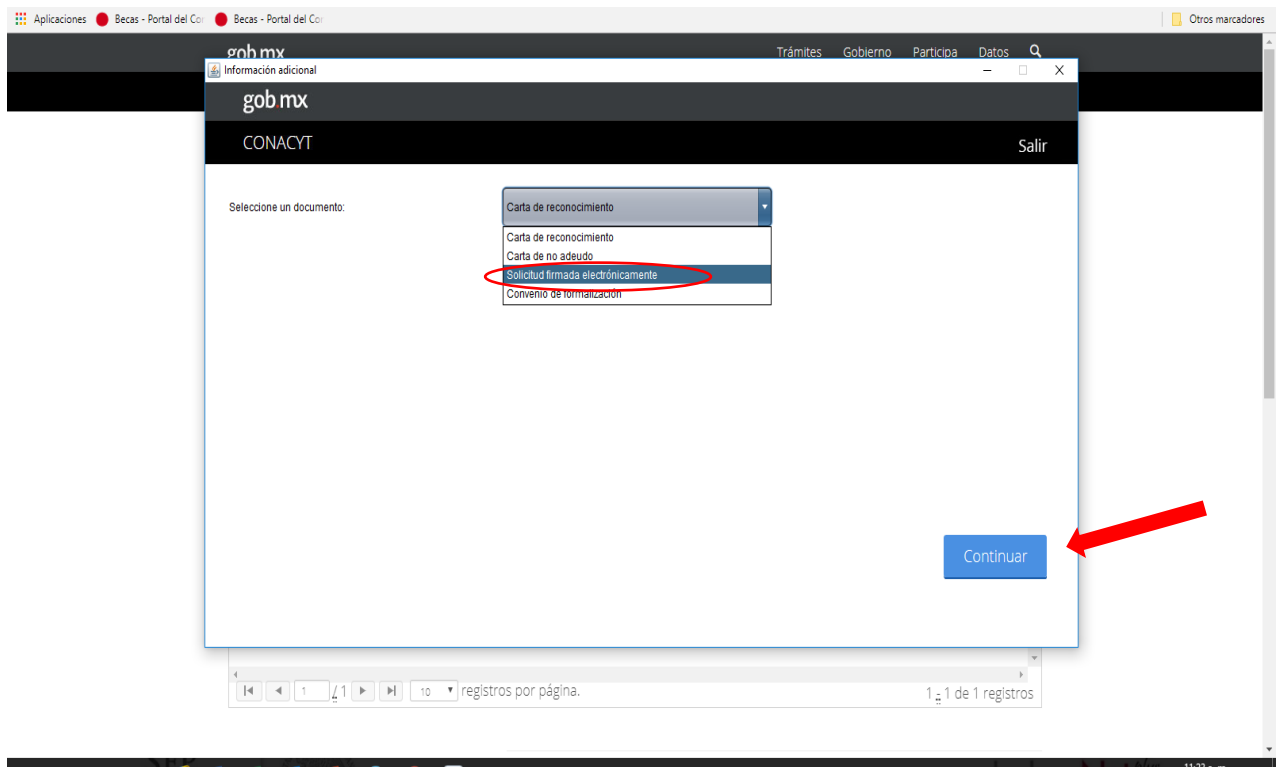 Aplicaciones Becas - Portal del Co Becas - Portal del Co Otros marcadores
gob mx Trámites Gobierno Participa Datos
Información adicional
gob.mx
CONACYT Salir
Seleccione un documento: Carta de reconocimiento
Carta de reconocimiento
Carta de no adeudo
Solicitud firmada electrónicamente
Convenio de formalización
Continuar
1 / 1 10 registros por página. 1 - 1 de 1 registros